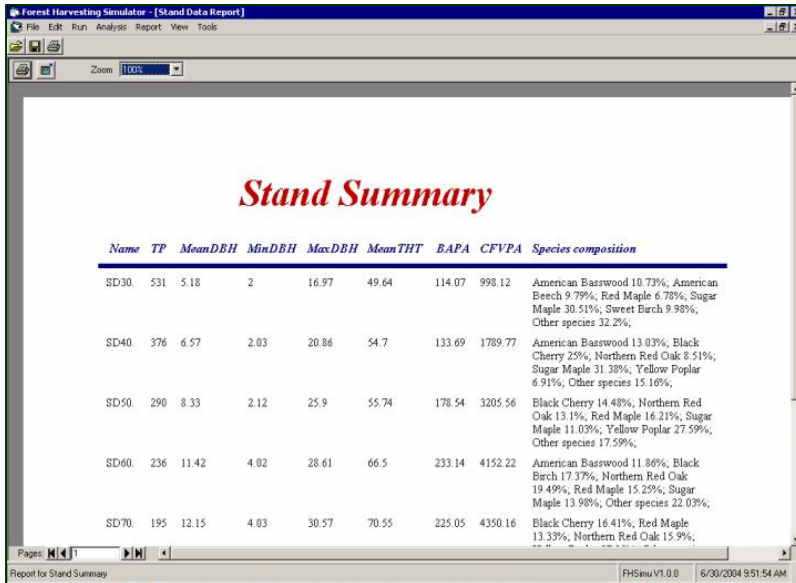 Forest Harvesting Simulator - [Stand Data Report]
File Edit Run Analysis Report View Tools
Zoom 100%
Stand Summary
Name TP MeanDBH MinDBH MaxDBH MeanTHT BAPA CFVPA Species composition
SD30. 531 5.18 2 16.97 49.64 114.07 998.12 American Basswood 10.73%; American
Beech 9.79%; Red Maple 6.78%; Sugar
Maple 30.51%; Sweet Birch 9.98%;
Other species 32.2%;
SD40. 376 6.57 2.03 20.86 54.7 133.69 1789.77 American Basswood 13.03%; Black
Cherry 25%; Northern Red Oak 8.51%;
Sugar Maple 31.38%; Yellow Poplar
6.91%; Other species 15.16%;
SD50. 290 8.33 2.12 25.9 55.74 178.54 3205.56 Black Cherry 14.48%; Northern Red
Oak 13.1%; Red Maple 16.21%; Sugar
Maple 11.03%; Yellow Poplar 27.59%;
Other species 17.59%;
SD60. 236 11.42 4.02 28.61 66.5 233.14 4152.22 American Basswood 11.86%; Black
Birch 17.37%; Northern Red Oak
19.49%; Red Maple 15.25%; Sugar
Maple 13.98%; Other species 22.03%;
SD70. 195 12.15 4.03 30.57 70.55 225.05 4350.16 Black Cherry 16.41%; Red Maple
13.33%; Northern Red Oak 15.9%;
Pages: 1
Report for Stand Summary FHSimu V1.0.0 6/30/2004 9:51:54 AM